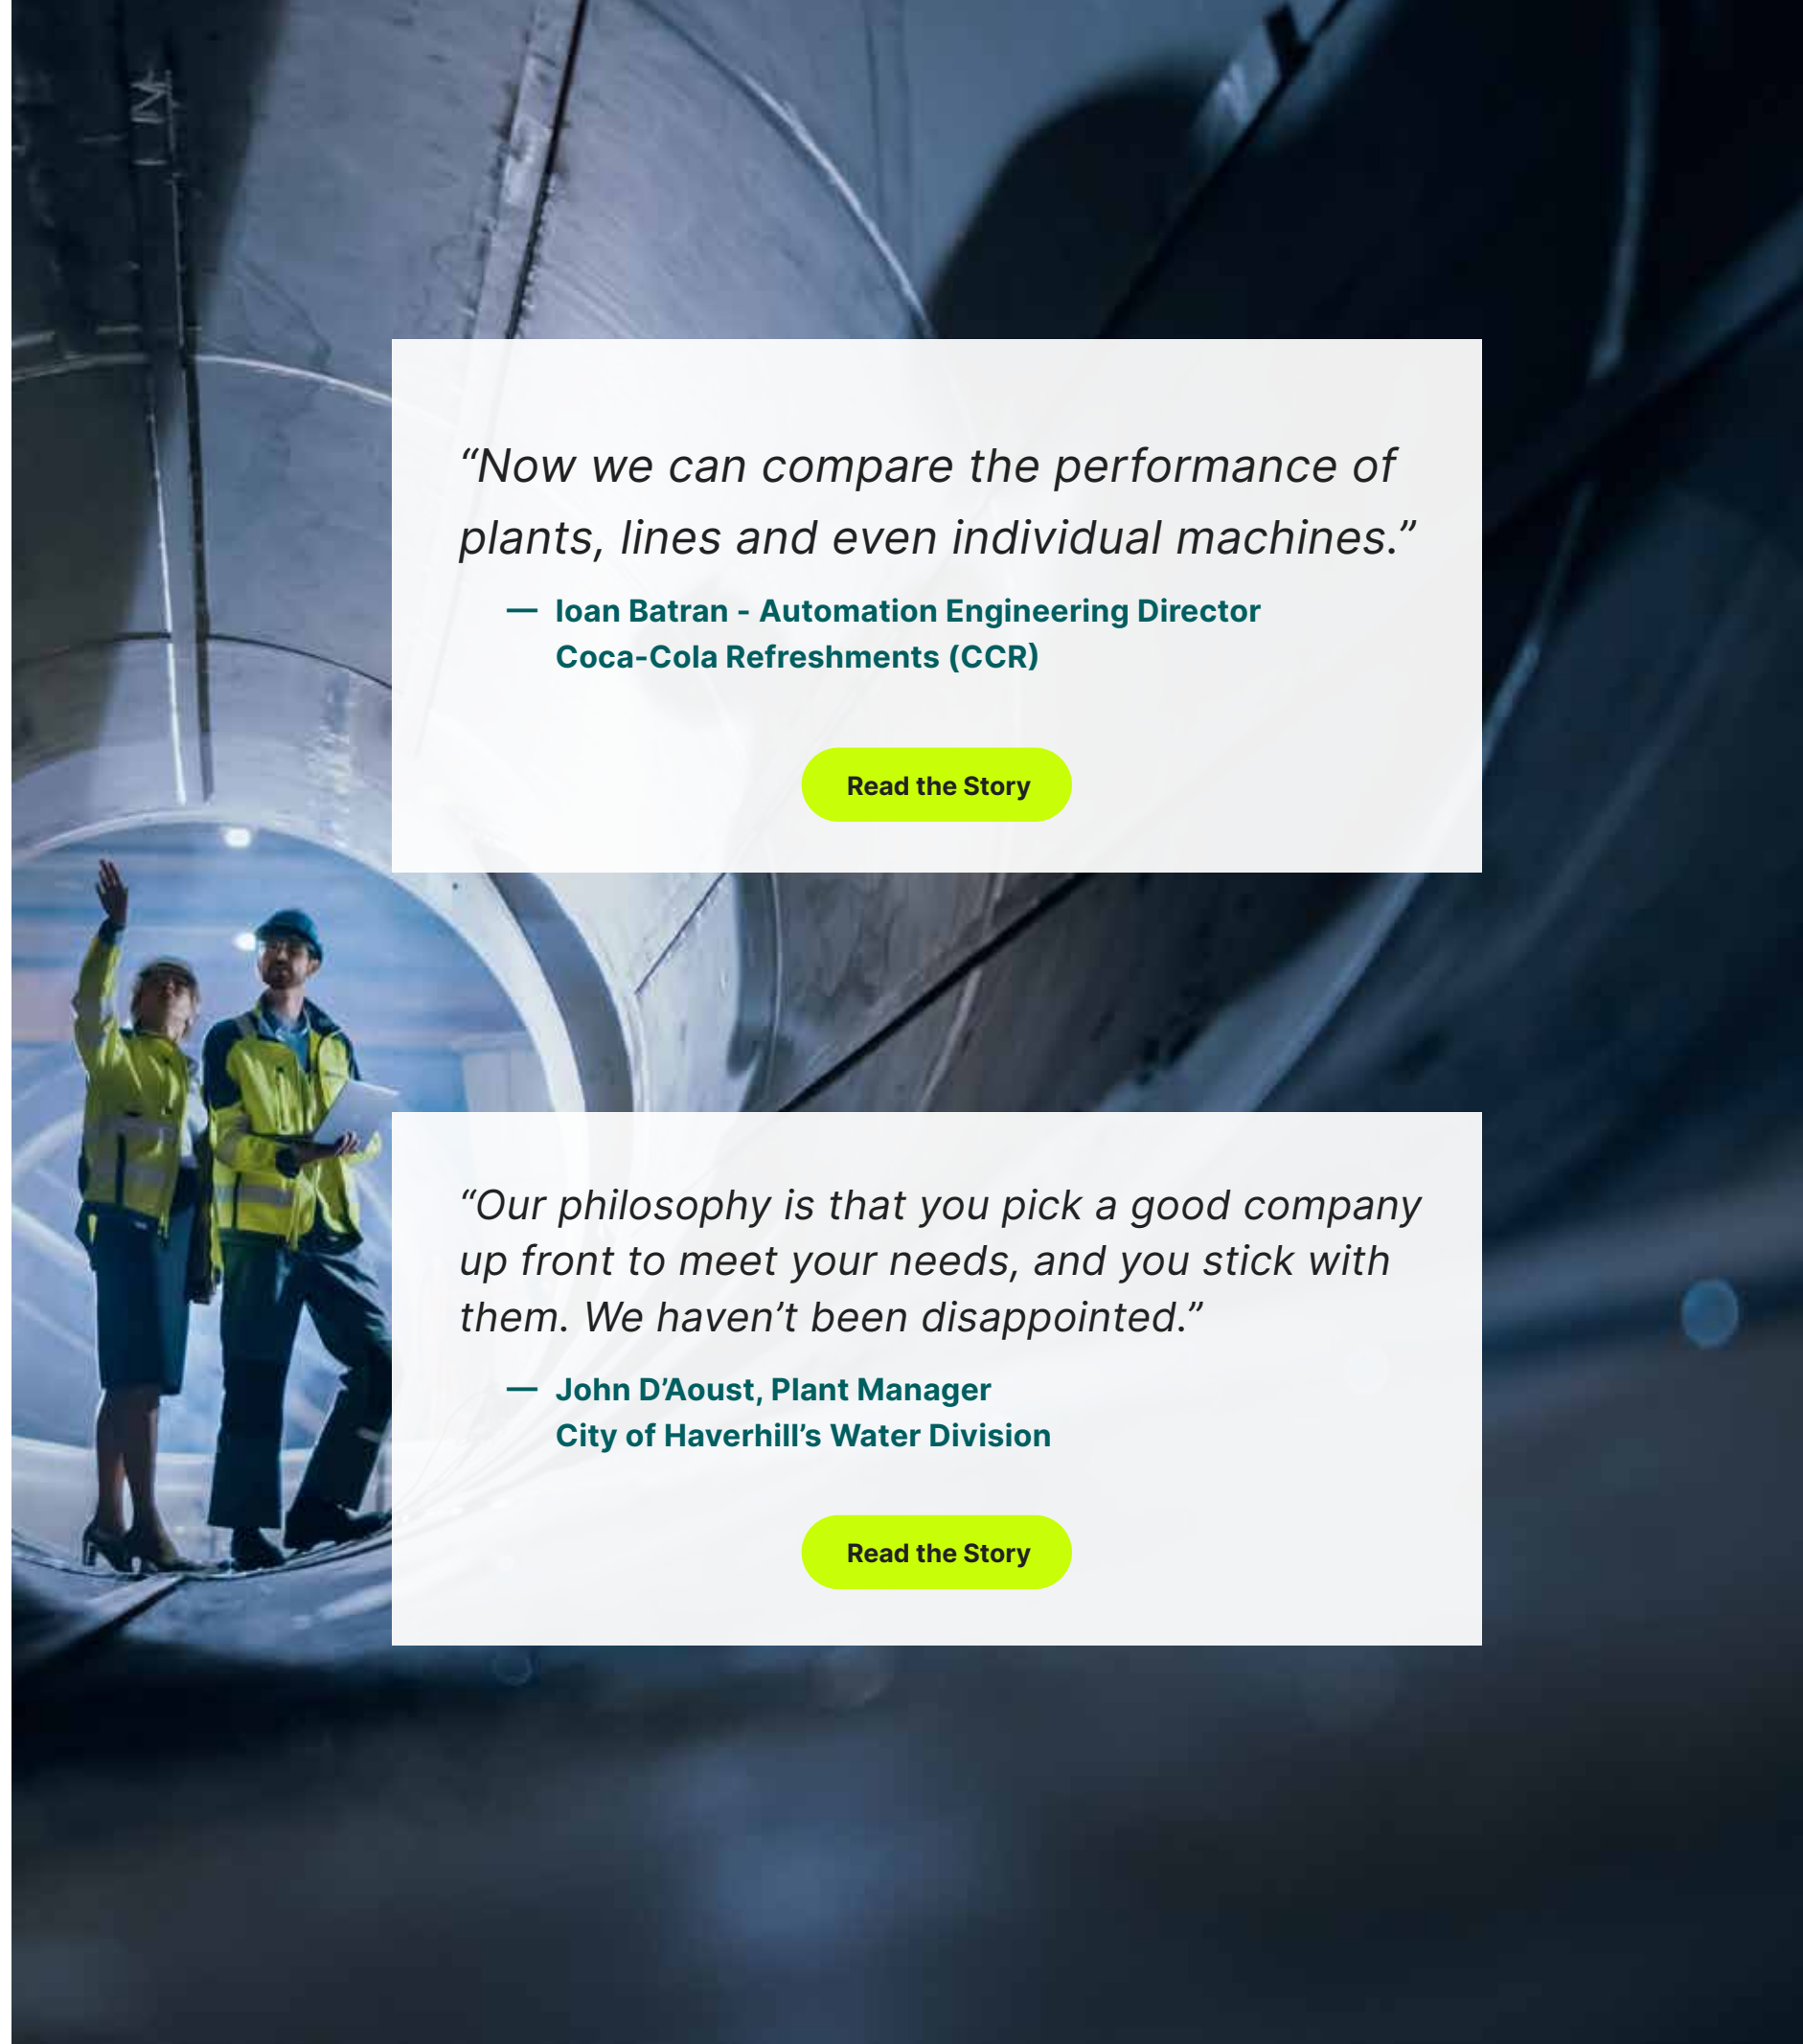 “Now we can compare the performance of
plants, lines and even individual machines.”
— Ioan Batran - Automation Engineering Director
Coca-Cola Refreshments (CCR)
Read the Story
“Our philosophy is that you pick a good company
up front to meet your needs, and you stick with
them. We haven’t been disappointed.”
— John D’Aoust, Plant Manager
City of Haverhill’s Water Division
Read the Story